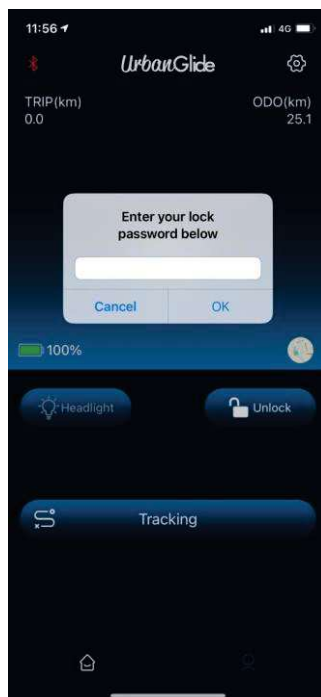 11:56
4G
UrbanGlide
TRIP(km)
ODO(km)
0.0
25.1
Enter your lock
password below
Cancel
OK
100%
Headlight
Unlock
Tracking